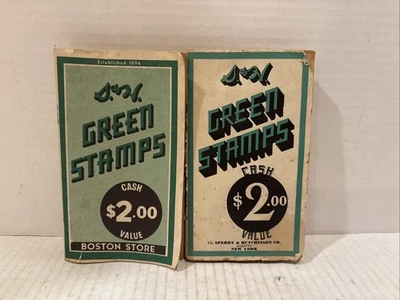 Established 1896
S&H
GREEN
STAMPS
CASH
$2.00
VALUE
BOSTON STORE
S&H
GREEN
STAMPS
CASH
$2.00
VALUE
The SPERRY & HUTCHINSON CO.
NEW YORK